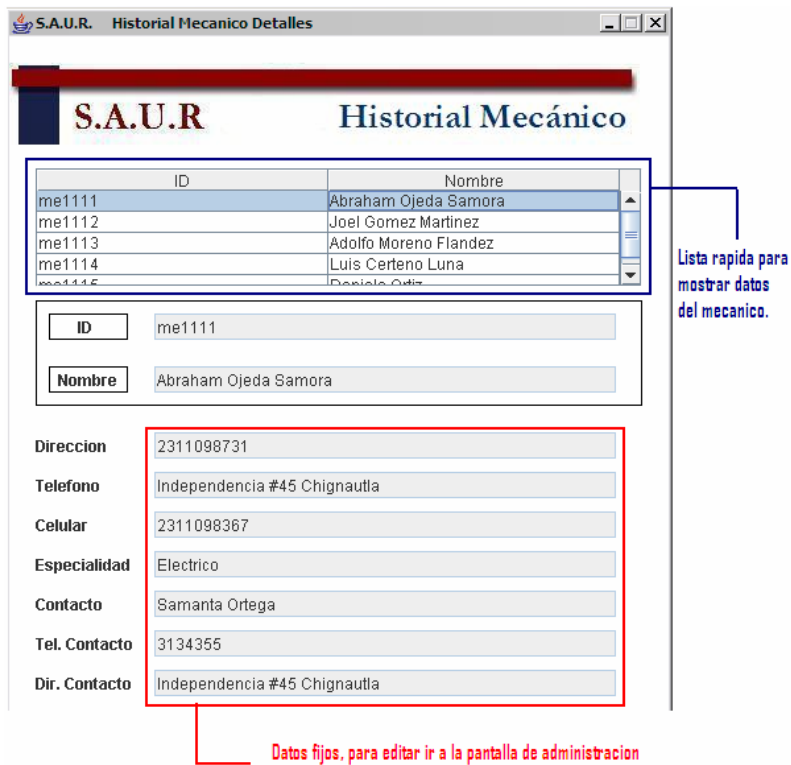 S.A.U.R. Historial Mecanico Detalles
S.A.U.R Historial Mecánico
ID Nombre
me1111 Abraham Ojeda Samora
me1112 Joel Gomez Martinez
me1113 Adolfo Moreno Flandez
me1114 Luis Certeno Luna
me1115 Daniela Ortiz
Lista rapida para
mostrar datos
del mecanico.
ID me1111
Nombre Abraham Ojeda Samora
Direccion 2311098731
Telefono Independencia #45 Chignautla
Celular 2311098367
Especialidad Electrico
Contacto Samanta Ortega
Tel. Contacto 3134355
Dir. Contacto Independencia #45 Chignautla
Datos fijos, para editar ir a la pantalla de administracion